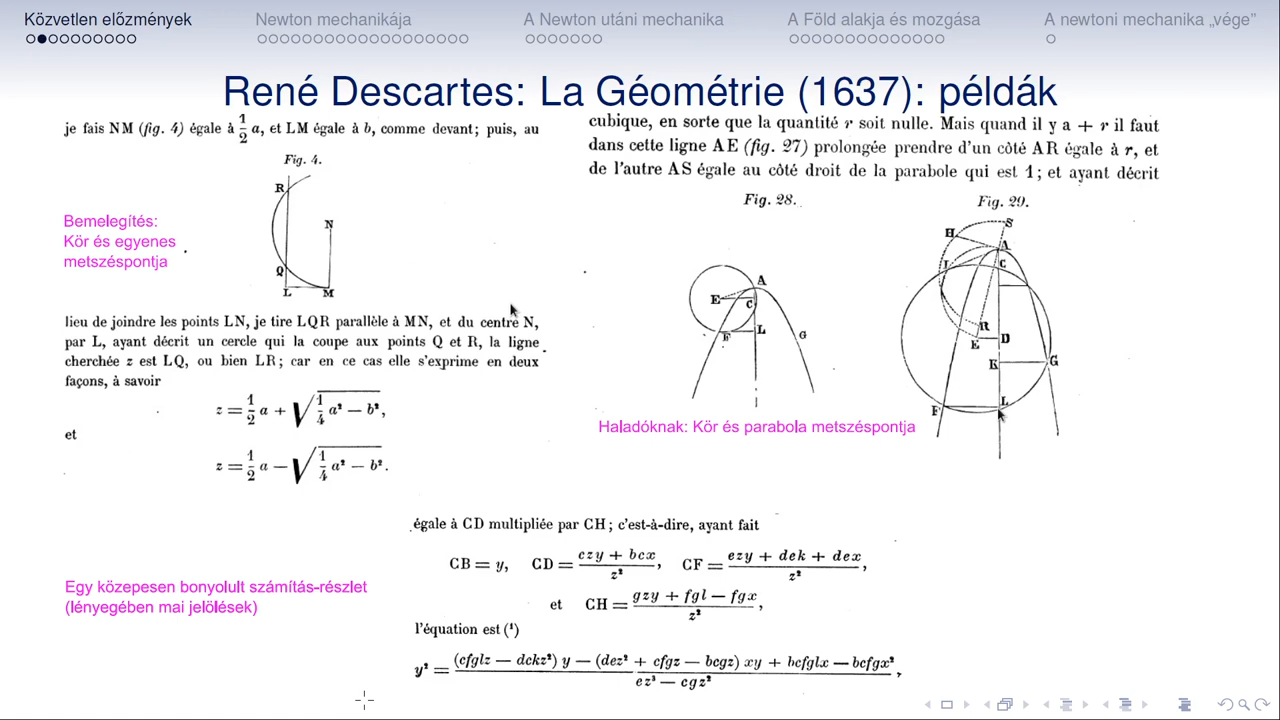 Közvetlen előzmények
Newton mechanikája
A Newton utáni mechanika
A Föld alakja és mozgása
A newtoni mechanika „vége”
René Descartes: La Géométrie (1637): példák
je fais NM (fig. 4) égale à 1/2 a, et LM égale à b, comme devant; puis, au
Fig. 4.
R
N
Q
L
M
Bemelegítés:
Kör és egyenes
metszéspontja
lieu de joindre les points LN, je tire LQR parallèle à MN, et du centre N,
par L, ayant décrit un cercle qui la coupe aux points Q et R, la ligne
cherchée z est LQ, ou bien LR; car en ce cas elle s'exprime en deux
façons, à savoir
z = 1/2 a + √(1/4 a² − b²),
et
z = 1/2 a − √(1/4 a² − b²).
cubique, en sorte que la quantité r soit nulle. Mais quand il y a + r il faut
dans cette ligne AE (fig. 27) prolongée prendre d'un côté AR égale à r, et
de l'autre AS égale au côté droit de la parabole qui est 1; et ayant décrit
Fig. 28.
A
E
C
F
L
G
Fig. 29.
S
H
A
I
C
R
E
D
K
G
L
F
Haladóknak: Kör és parabola metszéspontja
égale à CD multipliée par CH; c'est-à-dire, ayant fait
CB = y, CD = (czy + bcx)/z², CF = (ezy + dek + dex)/z²,
et CH = (gzy + fgl − fgx)/z²,
l'équation est (¹)
y² = ((cfglz − dckz²) y − (dez² + cfgz − bcgz) xy + bcfglx − bcfgx²)/(ez³ − cgz²),
Egy közepesen bonyolult számítás-részlet
(lényegében mai jelölések)